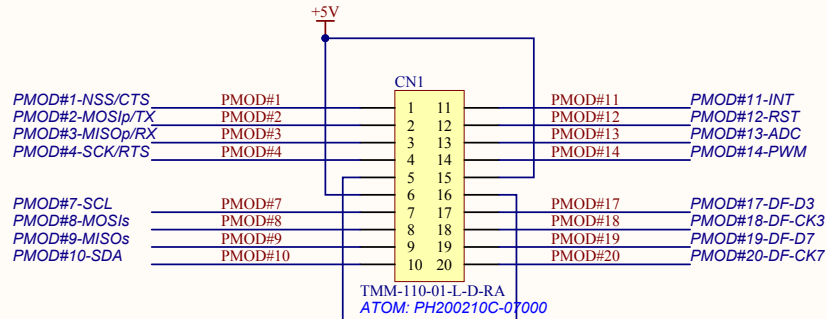 +5V
CN1
PMOD#1-NSS/CTS PMOD#1 1 11 PMOD#11 PMOD#11-INT
PMOD#2-MOSIp/TX PMOD#2 2 12 PMOD#12 PMOD#12-RST
PMOD#3-MISOp/RX PMOD#3 3 13 PMOD#13 PMOD#13-ADC
PMOD#4-SCK/RTS PMOD#4 4 14 PMOD#14 PMOD#14-PWM
5 15
6 16
PMOD#7-SCL PMOD#7 7 17 PMOD#17 PMOD#17-DF-D3
PMOD#8-MOSIs PMOD#8 8 18 PMOD#18 PMOD#18-DF-CK3
PMOD#9-MISOs PMOD#9 9 19 PMOD#19 PMOD#19-DF-D7
PMOD#10-SDA PMOD#10 10 20 PMOD#20 PMOD#20-DF-CK7
TMM-110-01-L-D-RA
ATOM: PH200210C-07000